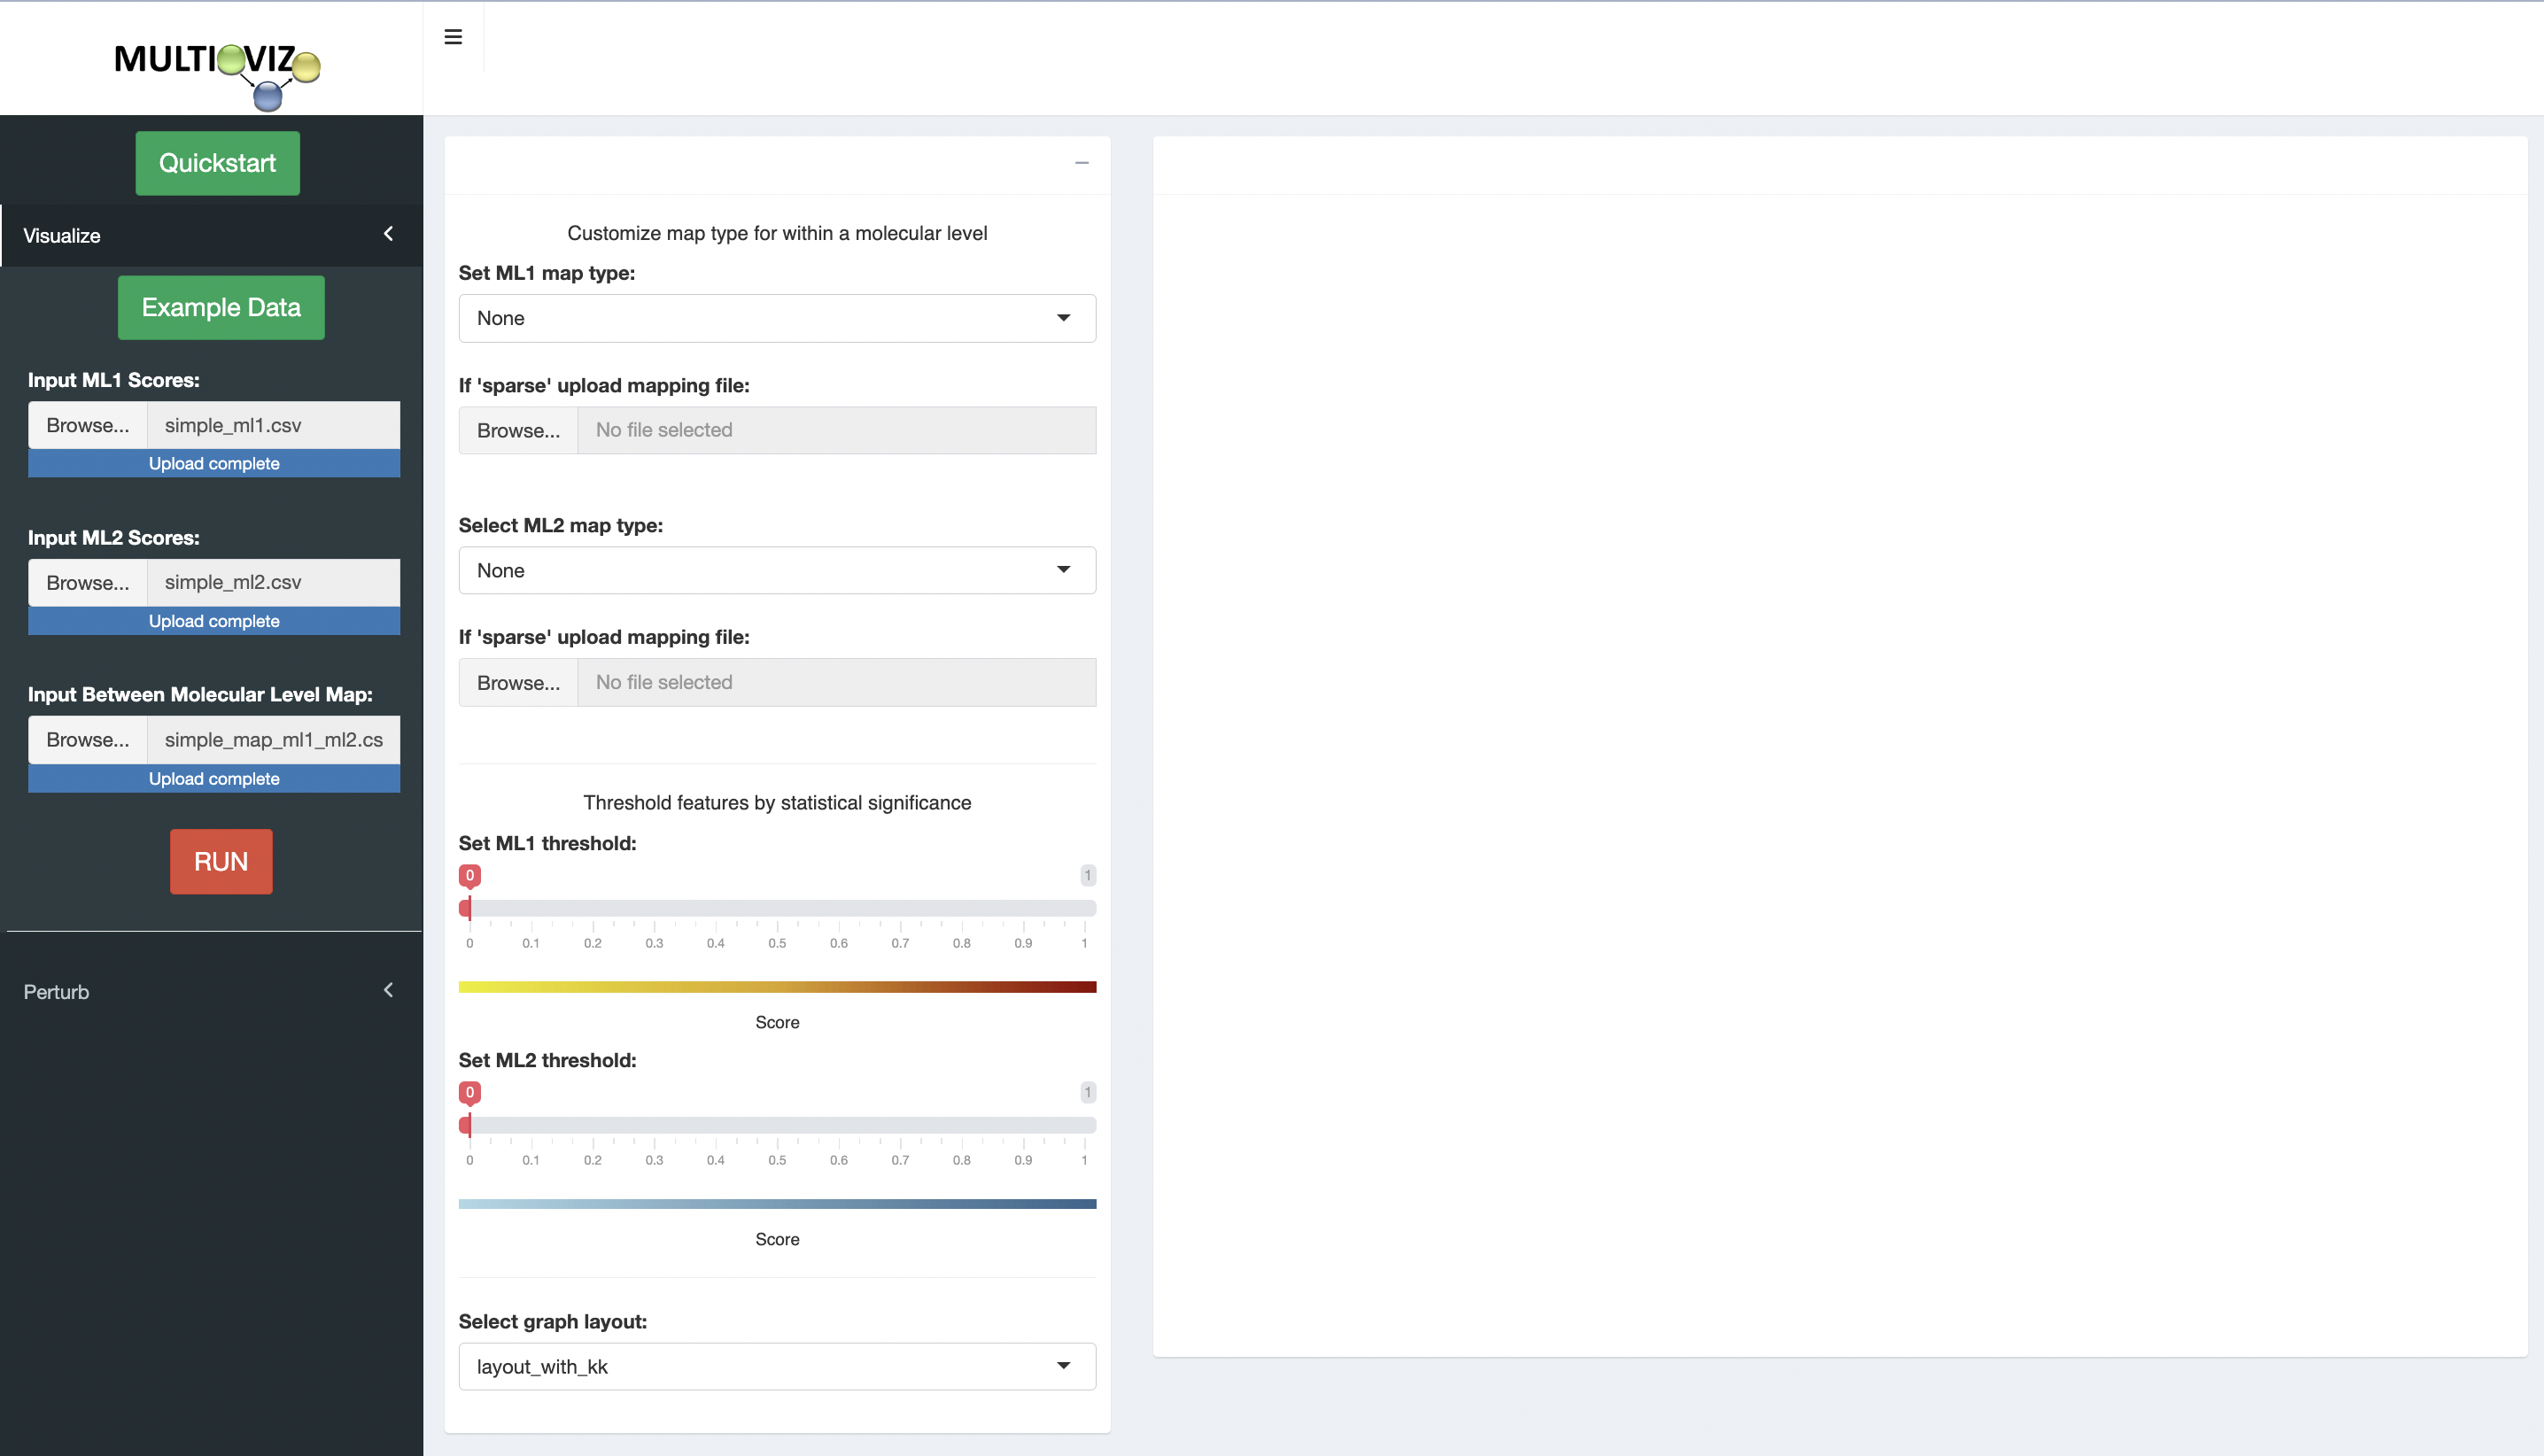 MULTIOVIZ
Quickstart
Visualize
Example Data
Input ML1 Scores:
Browse... simple_ml1.csv
Upload complete
Input ML2 Scores:
Browse... simple_ml2.csv
Upload complete
Input Between Molecular Level Map:
Browse... simple_map_ml1_ml2.cs
Upload complete
RUN
Perturb
Customize map type for within a molecular level
Set ML1 map type:
None
If 'sparse' upload mapping file:
Browse... No file selected
Select ML2 map type:
None
If 'sparse' upload mapping file:
Browse... No file selected
Threshold features by statistical significance
Set ML1 threshold:
0 1
0 0.1 0.2 0.3 0.4 0.5 0.6 0.7 0.8 0.9 1
Score
Set ML2 threshold:
0 1
0 0.1 0.2 0.3 0.4 0.5 0.6 0.7 0.8 0.9 1
Score
Select graph layout:
layout_with_kk